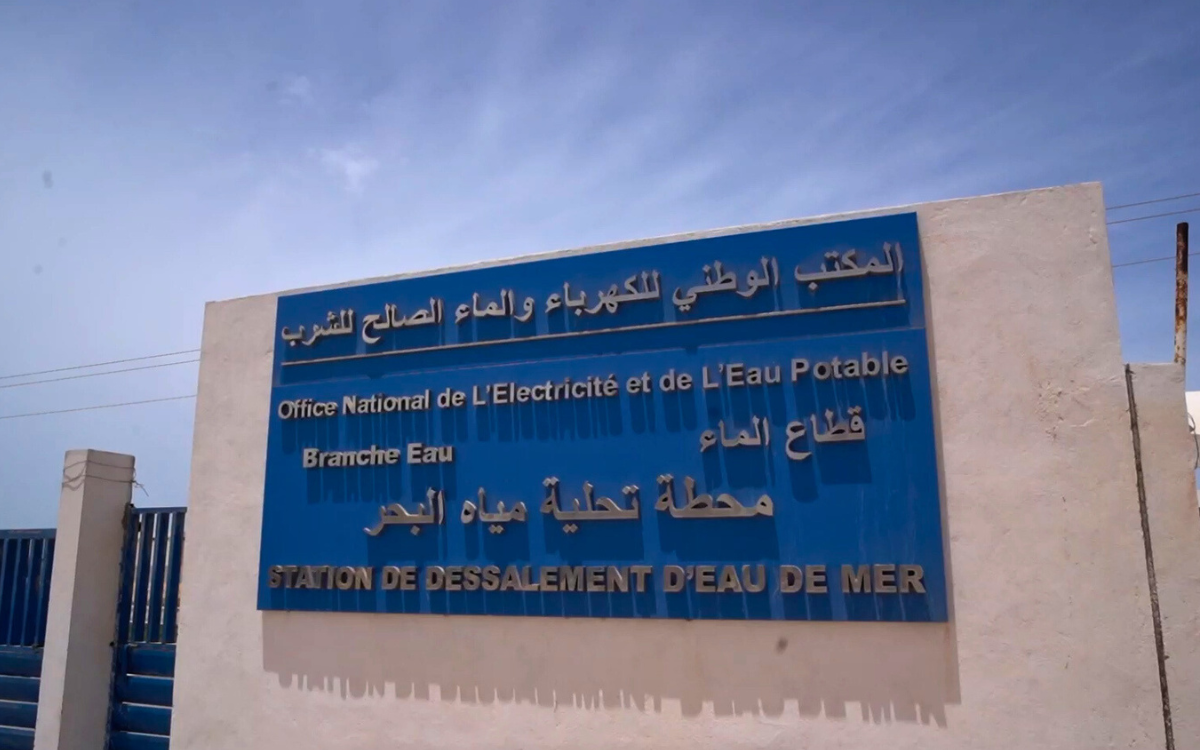 المكتب الوطني للكهرباء والماء الصالح للشرب
Office National de L'Electricité et de L'Eau Potable
قطاع الماء
Branche Eau
محطة تحلية مياه البحر
STATION DE DESSALEMENT D'EAU DE MER